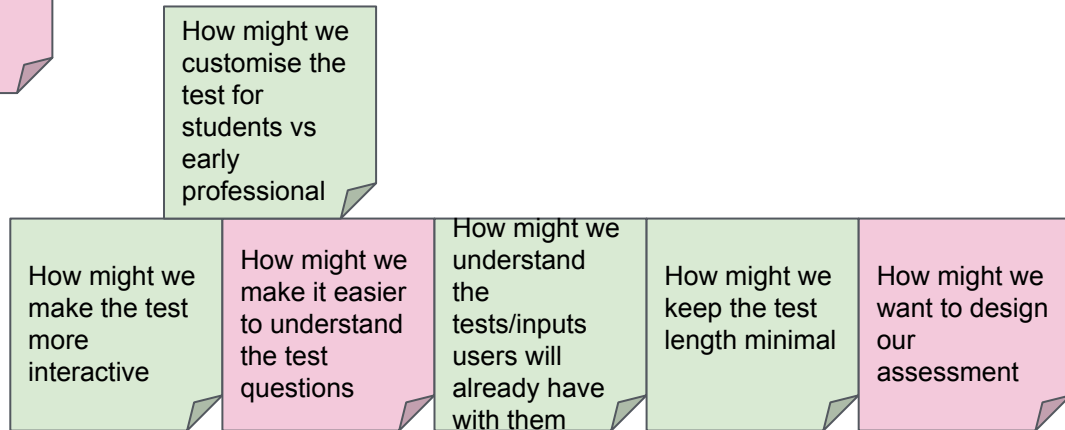 How might we
customise the
test for
students vs
early
professional
How might we
make the test
more
interactive
How might we
make it easier
to understand
the test
questions
How might we
understand
the
tests/inputs
users will
already have
with them
How might we
keep the test
length minimal
How might we
want to design
our
assessment